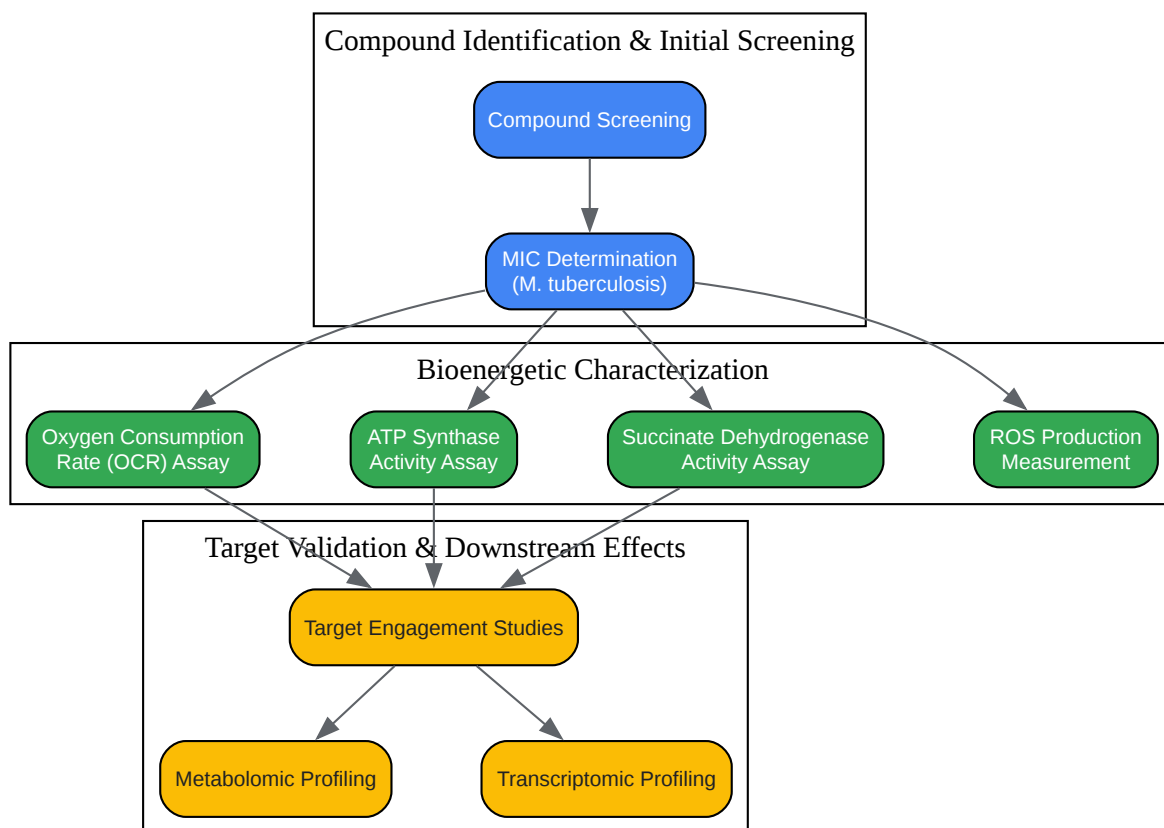 Compound Identification & Initial Screening
Compound Screening
MIC Determination
(M. tuberculosis)
Bioenergetic Characterization
Oxygen Consumption
Rate (OCR) Assay
ATP Synthase
Activity Assay
Succinate Dehydrogenase
Activity Assay
ROS Production
Measurement
Target Validation & Downstream Effects
Target Engagement Studies
Metabolomic Profiling
Transcriptomic Profiling